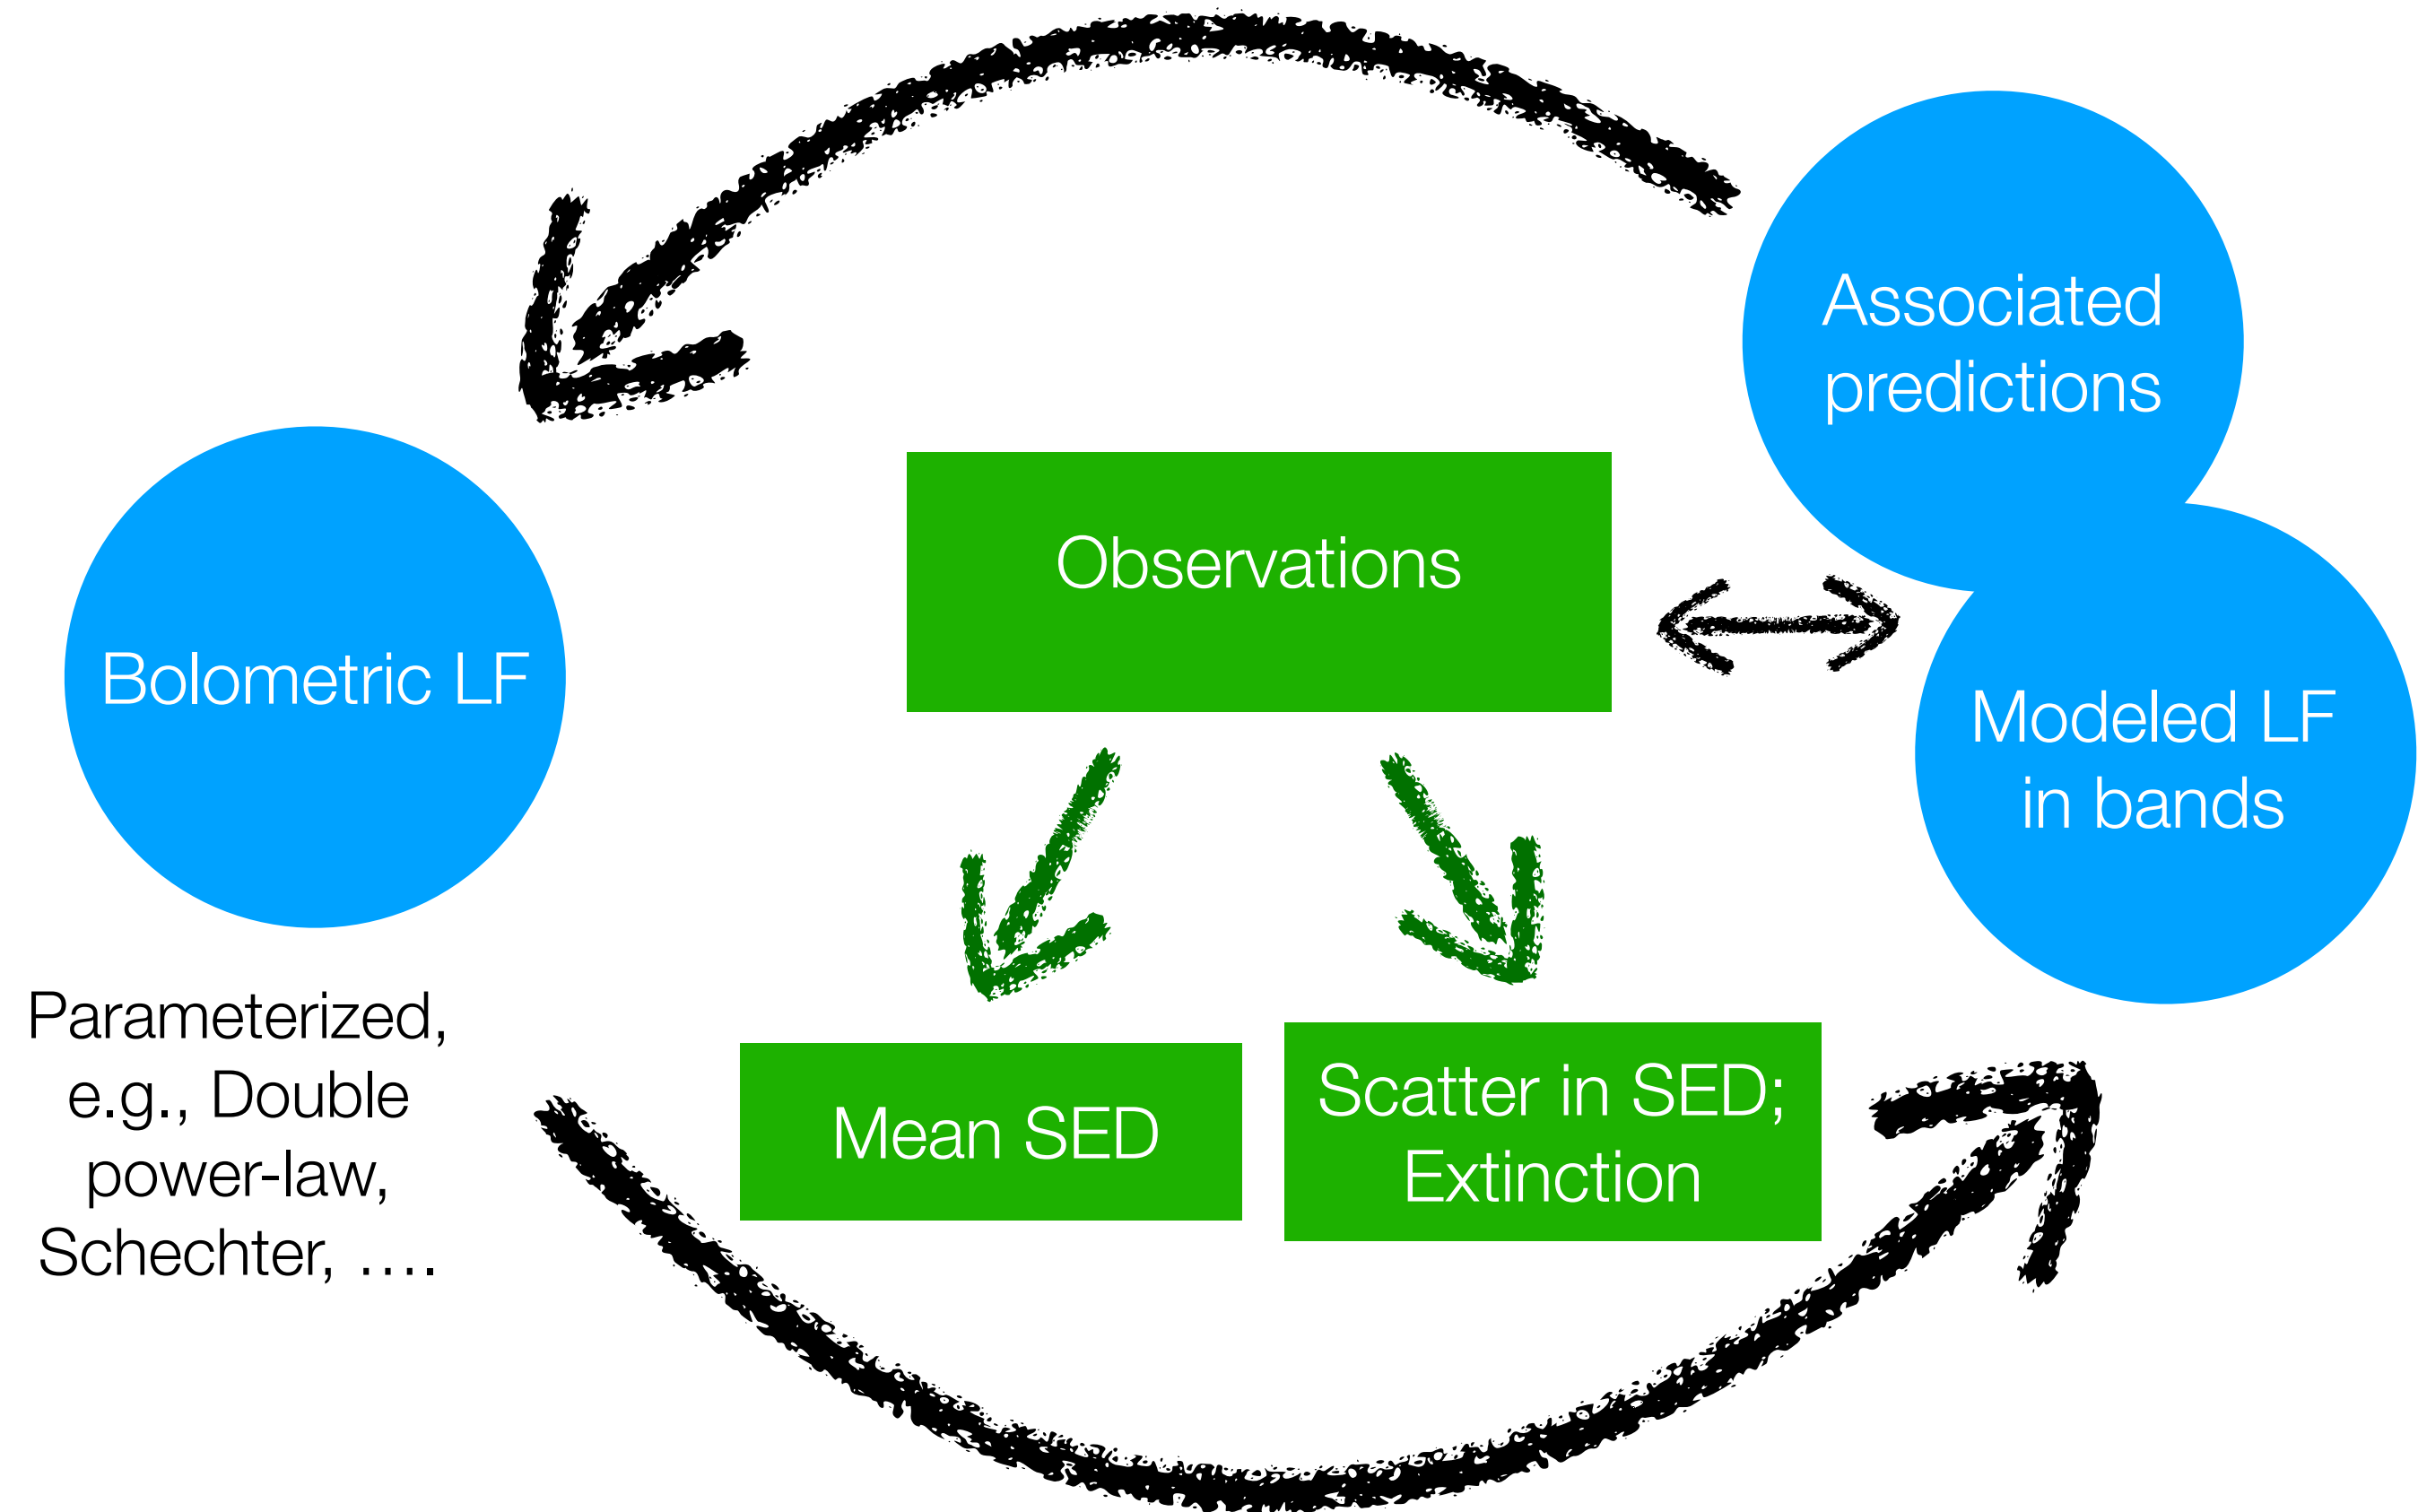 Associated
predictions
Observations
Bolometric LF
Modeled LF
in bands
Parameterized,
e.g., Double
power-law,
Schechter, ....
Mean SED
Scatter in SED;
Extinction